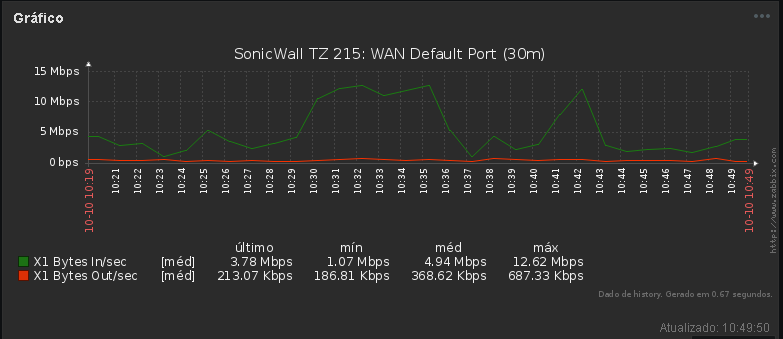 Gráfico
SonicWall TZ 215: WAN Default Port (30m)
15 Mbps
10 Mbps
5 Mbps
0 bps
10-10 10:19
10:21
10:22
10:23
10:24
10:25
10:26
10:27
10:28
10:29
10:30
10:31
10:32
10:33
10:34
10:35
10:36
10:37
10:38
10:39
10:40
10:41
10:42
10:43
10:44
10:45
10:46
10:47
10:48
10:49
10-10 10:49
http://www.zabbix.com
último mín méd máx
X1 Bytes In/sec [méd] 3.78 Mbps 1.07 Mbps 4.94 Mbps 12.62 Mbps
X1 Bytes Out/sec [méd] 213.07 Kbps 186.81 Kbps 368.62 Kbps 687.33 Kbps
Dado de history. Gerado em 0.67 segundos.
Atualizado: 10:49:50